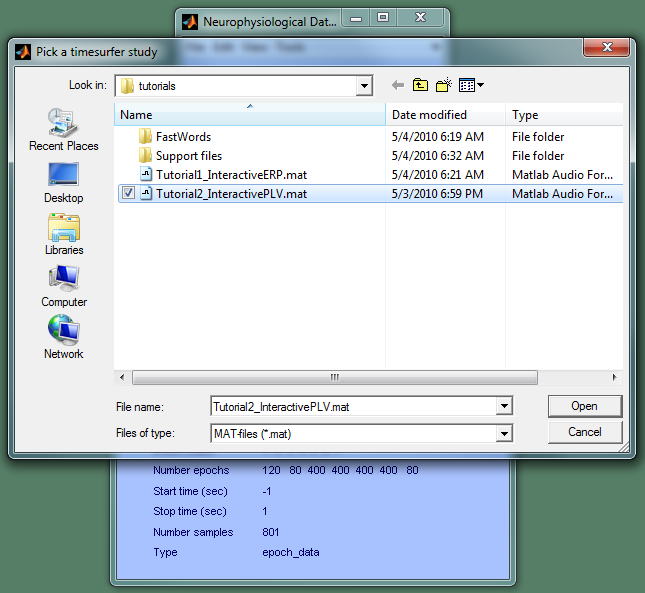 Neurophysiological Dat...
File Edit View Tools
Pick a timesurfer study
Look in: tutorials
Name Date modified Type
FastWords 5/4/2010 6:19 AM File folder
Support files 5/4/2010 6:32 AM File folder
Tutorial1_InteractiveERP.mat 5/4/2010 6:21 AM Matlab Audio For...
Tutorial2_InteractivePLV.mat 5/3/2010 6:59 PM Matlab Audio For...
Recent Places
Desktop
Libraries
Computer
Network
File name: Tutorial2_InteractivePLV.mat Open
Files of type: MAT-files (*.mat) Cancel
Number epochs 120 80 400 400 400 400 80
Start time (sec) -1
Stop time (sec) 1
Number samples 801
Type epoch_data